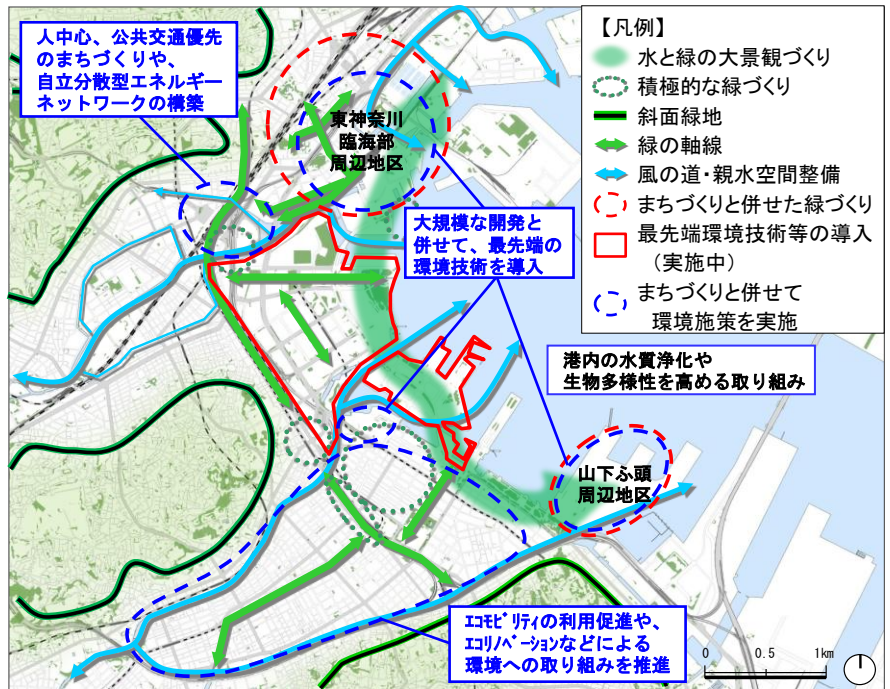 人中心、公共交通優先
のまちづくりや、
自立分散型エネルギー
ネットワークの構築
東神奈川
臨海部
周辺地区
大規模な開発と
併せて、最先端の
環境技術を導入
【凡例】
水と緑の大景観づくり
積極的な緑づくり
斜面緑地
緑の軸線
風の道・親水空間整備
まちづくりと併せた緑づくり
最先端環境技術等の導入
（実施中）
まちづくりと併せて
環境施策を実施
港内の水質浄化や
生物多様性を高める取り組み
山下ふ頭
周辺地区
ｴｺﾓﾋﾞﾘﾃｨの利用促進や、
ｴｺﾘﾉﾍﾞｰｼｮﾝなどによる
環境への取り組みを推進
0 0.5 1km